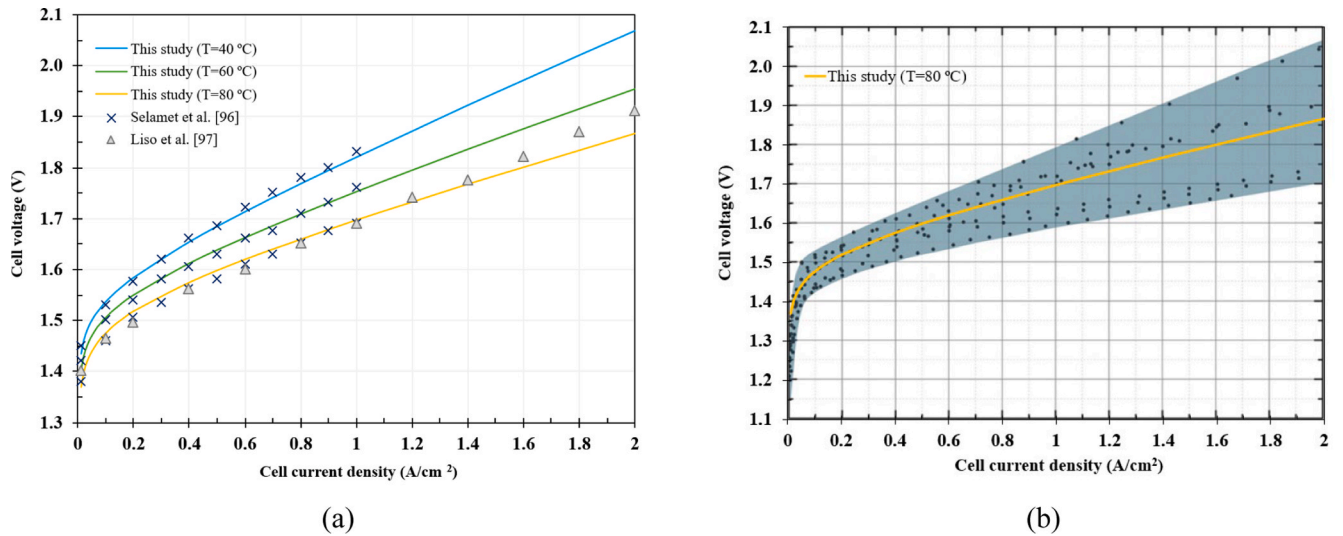 2.1
2.0
1.9
1.8
1.7
1.6
1.5
1.4
1.3
Cell voltage (V)
This study (T=40 ºC)
This study (T=60 ºC)
This study (T=80 ºC)
Selamet et al. [96]
Liso et al. [97]
0 0.2 0.4 0.6 0.8 1 1.2 1.4 1.6 1.8 2
Cell current density (A/cm ²)
(a)
2.1
2.0
1.9
1.8
1.7
1.6
1.5
1.4
1.3
1.2
1.1
Cell voltage (V)
This study (T=80 ºC)
0 0.2 0.4 0.6 0.8 1 1.2 1.4 1.6 1.8 2
Cell current density (A/cm²)
(b)